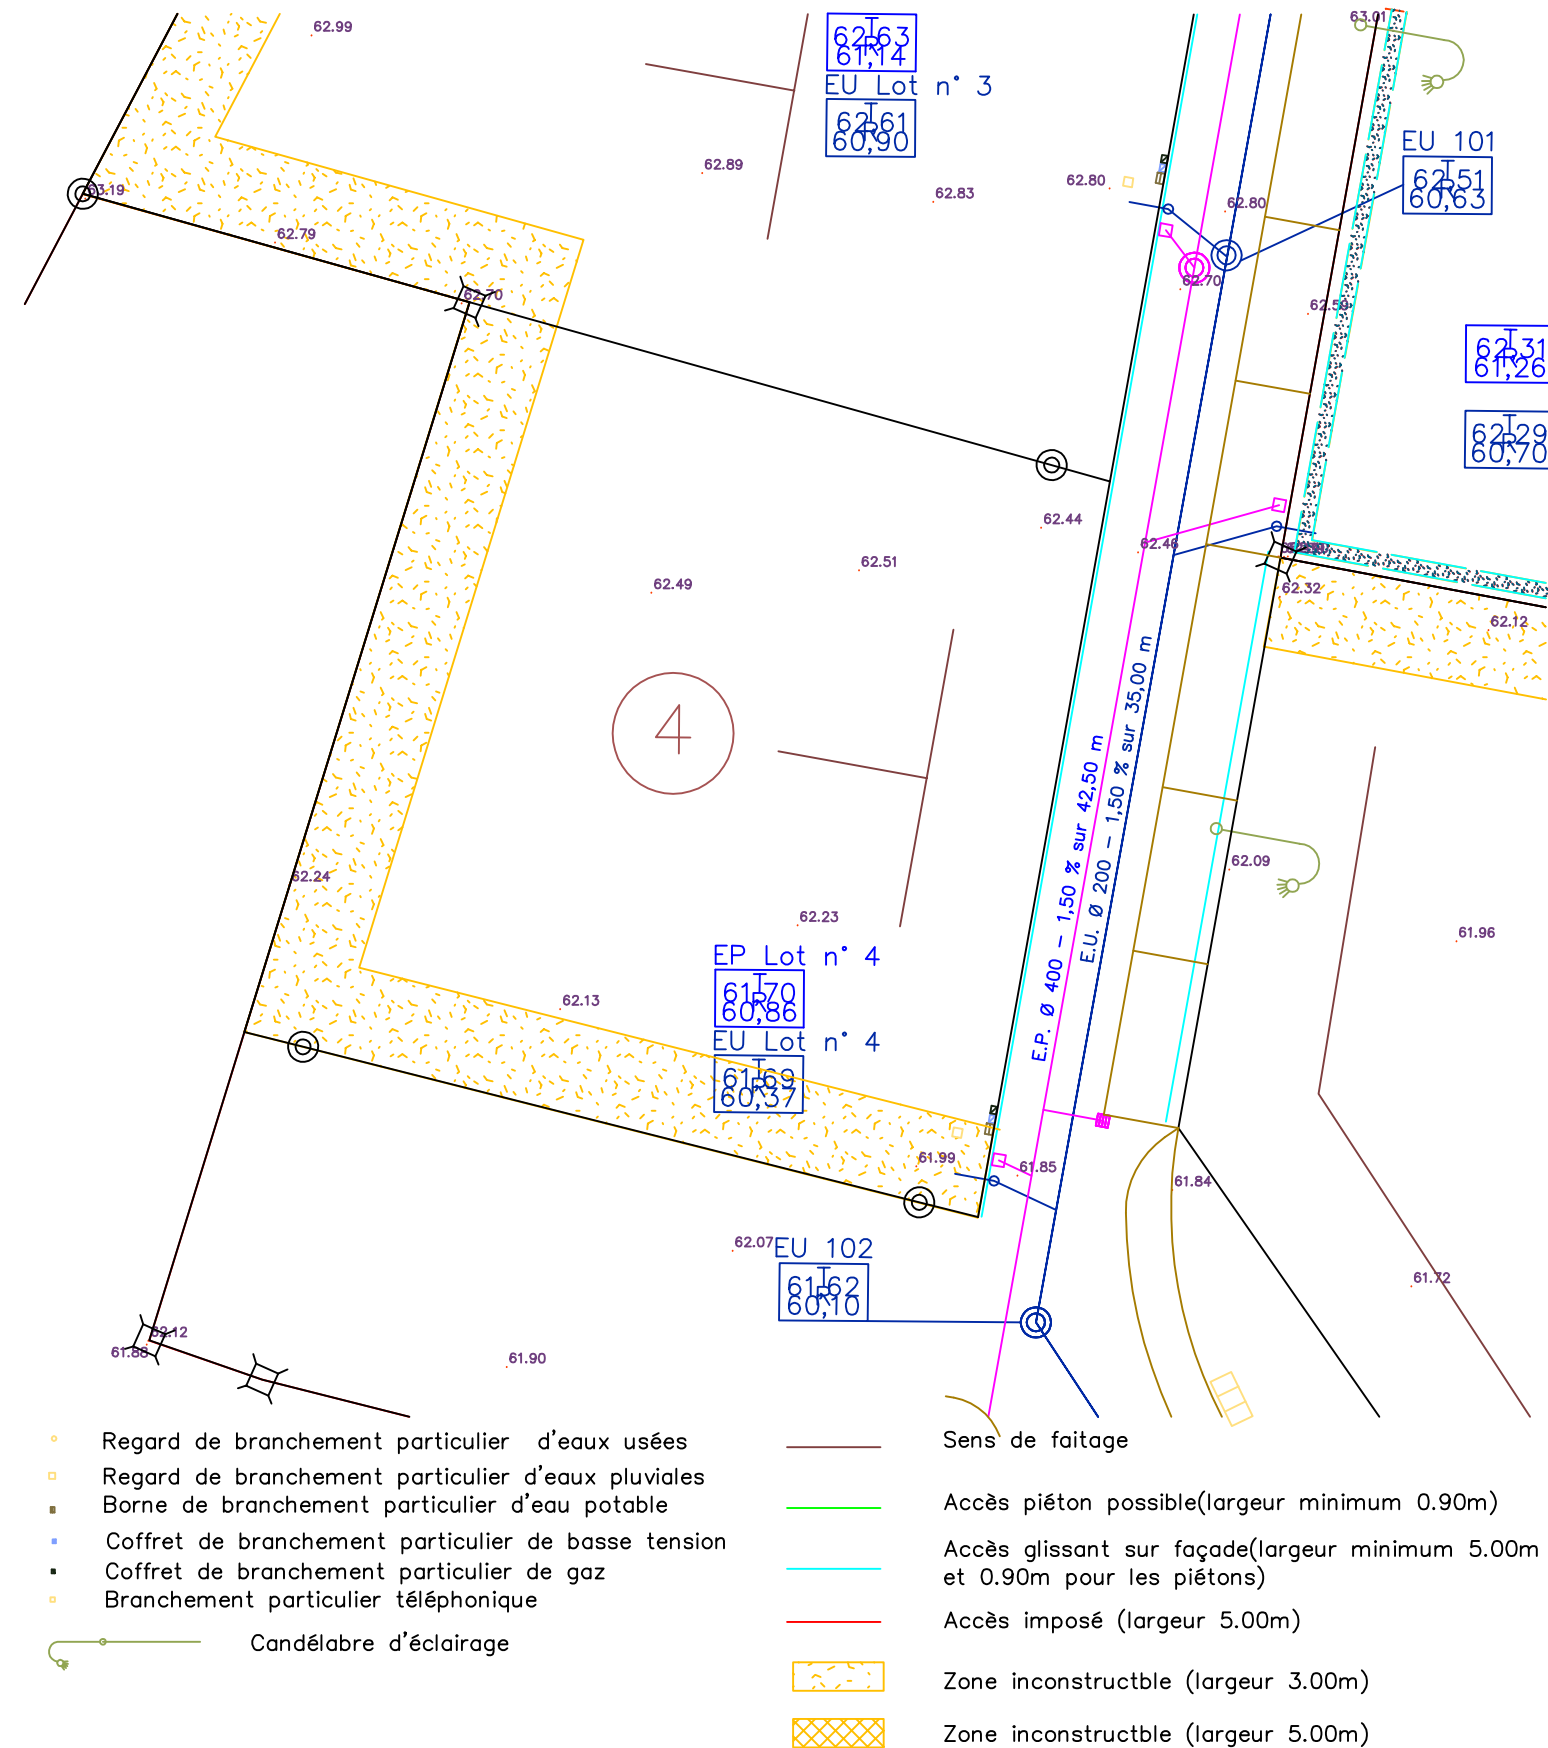 62.99
T
62,63
R
61,14
EU Lot n° 3
T
62,61
R
60,90
63.01
EU 101
T
62,51
R
60,63
63.19
62.79
62.89
62.83
62.80
62.80
62.70
62.70
62.59
T
62,31
R
61,26
T
62,29
R
60,70
62.44
62.46
62.51
62.49
62.32
62.12
4
E.P. Ø 400 – 1,50 % sur 42,50 m
E.U. Ø 200 – 1,50 % sur 35,00 m
62.09
62.24
62.23
61.96
EP Lot n° 4
T
61,70
R
60,86
62.13
EU Lot n° 4
T
61,69
R
60,37
61.99
61.85
61.84
62.07
EU 102
T
61,62
R
60,10
61.72
62.12
61.88
61.90
Regard de branchement particulier d'eaux usées
Regard de branchement particulier d'eaux pluviales
Borne de branchement particulier d'eau potable
Coffret de branchement particulier de basse tension
Coffret de branchement particulier de gaz
Branchement particulier téléphonique
Candélabre d'éclairage
Sens de faitage
Accès piéton possible(largeur minimum 0.90m)
Accès glissant sur façade(largeur minimum 5.00m
et 0.90m pour les piétons)
Accès imposé (largeur 5.00m)
Zone inconstructble (largeur 3.00m)
Zone inconstructble (largeur 5.00m)